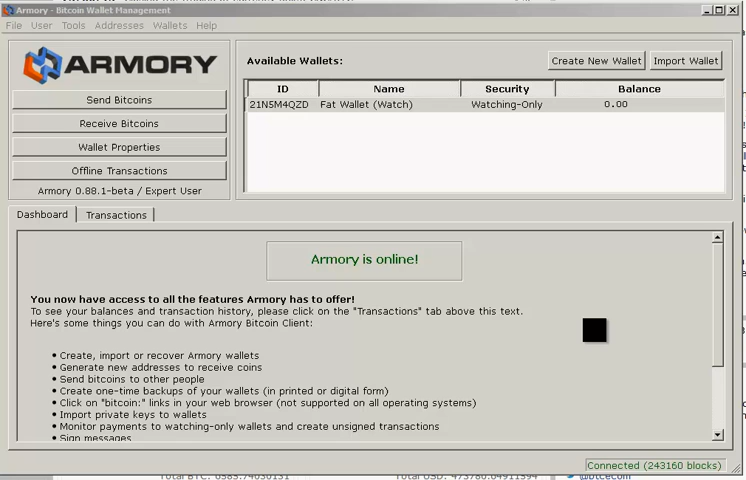 Armory - Bitcoin Wallet Management
File User Tools Addresses Wallets Help
ARMORY
Send Bitcoins
Receive Bitcoins
Wallet Properties
Offline Transactions
Armory 0.88.1-beta / Expert User
Available Wallets:
Create New Wallet
Import Wallet
ID Name Security Balance
21N5M4QZD Fat Wallet (Watch) Watching-Only 0.00
Dashboard
Transactions
Armory is online!
You now have access to all the features Armory has to offer!
To see your balances and transaction history, please click on the "Transactions" tab above this text.
Here's some things you can do with Armory Bitcoin Client:
• Create, import or recover Armory wallets
• Generate new addresses to receive coins
• Send bitcoins to other people
• Create one-time backups of your wallets (in printed or digital form)
• Click on "bitcoin:" links in your web browser (not supported on all operating systems)
• Import private keys to wallets
• Monitor payments to watching-only wallets and create unsigned transactions
• Sign messages
Connected (243160 blocks)
@btcecom